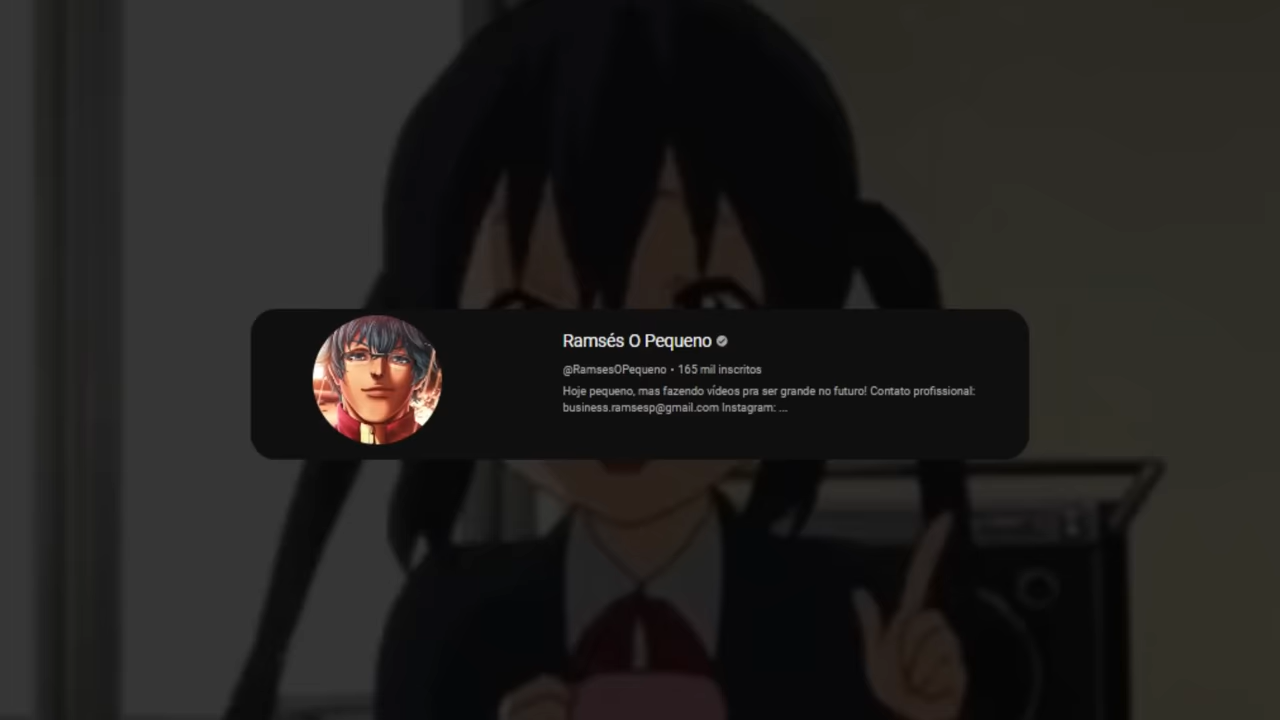 Ramsés O Pequeno
@RamsesOPequeno • 165 mil inscritos
Hoje pequeno, mas fazendo vídeos pra ser grande no futuro! Contato profissional:
business.ramsesp@gmail.com Instagram: ...